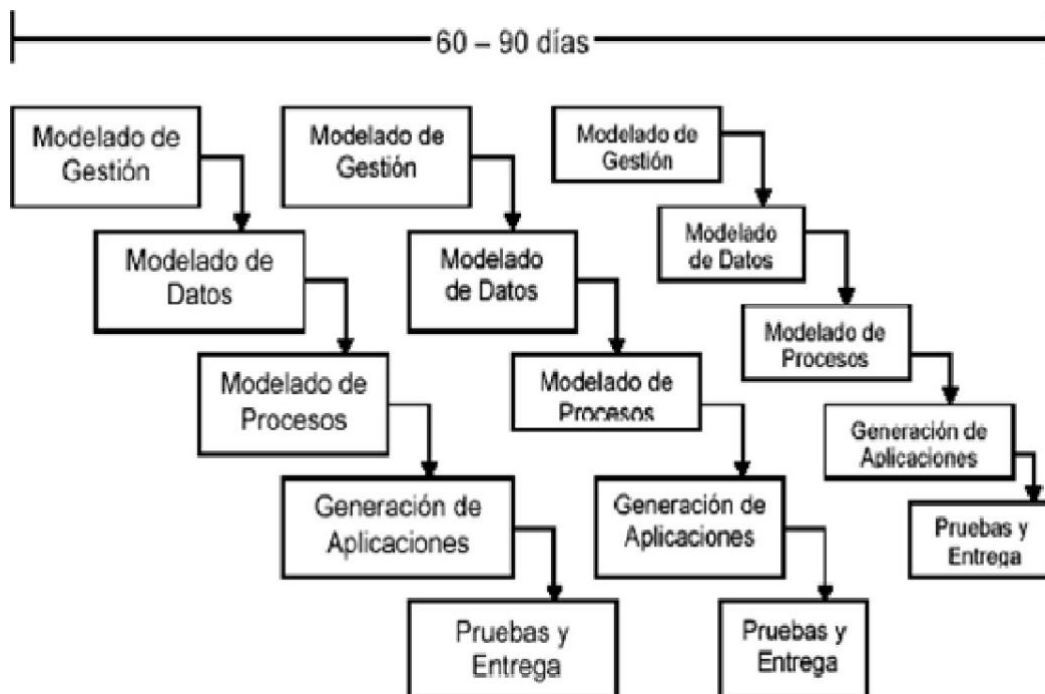 60 – 90 días
Modelado de
Gestión
Modelado de
Datos
Modelado de
Procesos
Generación de
Aplicaciones
Pruebas y
Entrega
Modelado de
Gestión
Modelado
de Datos
Modelado de
Procesos
Generación de
Aplicaciones
Pruebas y
Entrega
Modelado de
Gestión
Modelado
de Datos
Modelado de
Procesos
Generación de
Aplicaciones
Pruebas y
Entrega